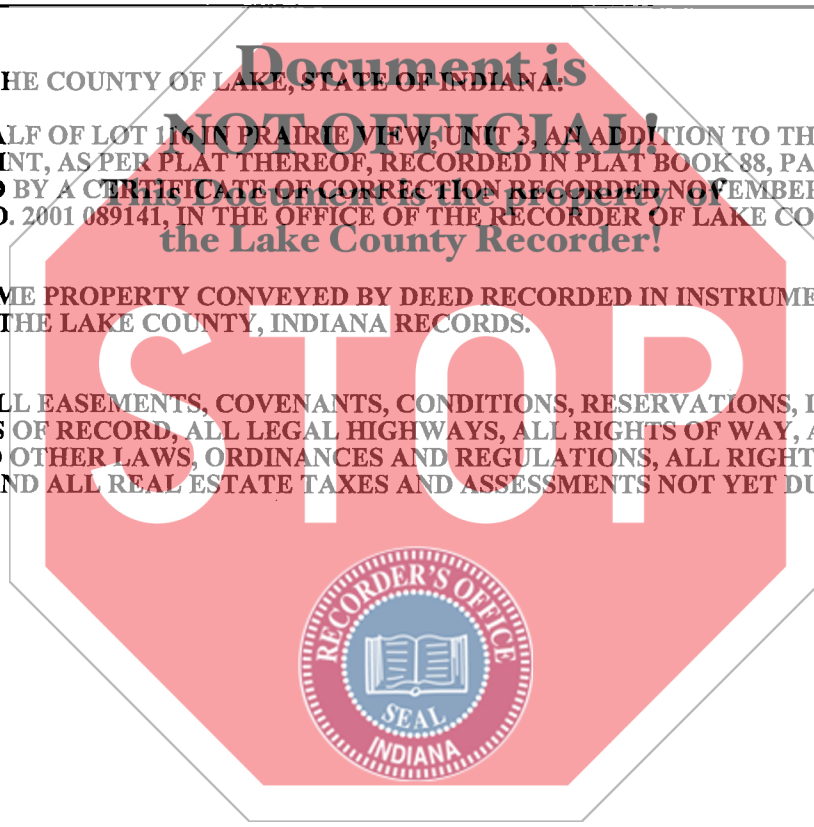 Document is
HE COUNTY OF LAKE, STATE OF INDIANA:
NOT OFFICIAL!
ALF OF LOT 116 IN PRAIRIE VIEW, UNIT 3, AN ADDITION TO TH
INT, AS PER PLAT THEREOF, RECORDED IN PLAT BOOK 88, PA
This Document is the property of
BY A CERTIFICATE OF CORRECTION RECORDED NOVEMBER
. 2001 089141, IN THE OFFICE OF THE RECORDER OF LAKE CO
the Lake County Recorder!
ME PROPERTY CONVEYED BY DEED RECORDED IN INSTRUME
THE LAKE COUNTY, INDIANA RECORDS.
STOP
LL EASEMENTS, COVENANTS, CONDITIONS, RESERVATIONS, L
S OF RECORD, ALL LEGAL HIGHWAYS, ALL RIGHTS OF WAY, A
OTHER LAWS, ORDINANCES AND REGULATIONS, ALL RIGHT
ND ALL REAL ESTATE TAXES AND ASSESSMENTS NOT YET DU
RECORDER'S OFFICE
SEAL
INDIANA